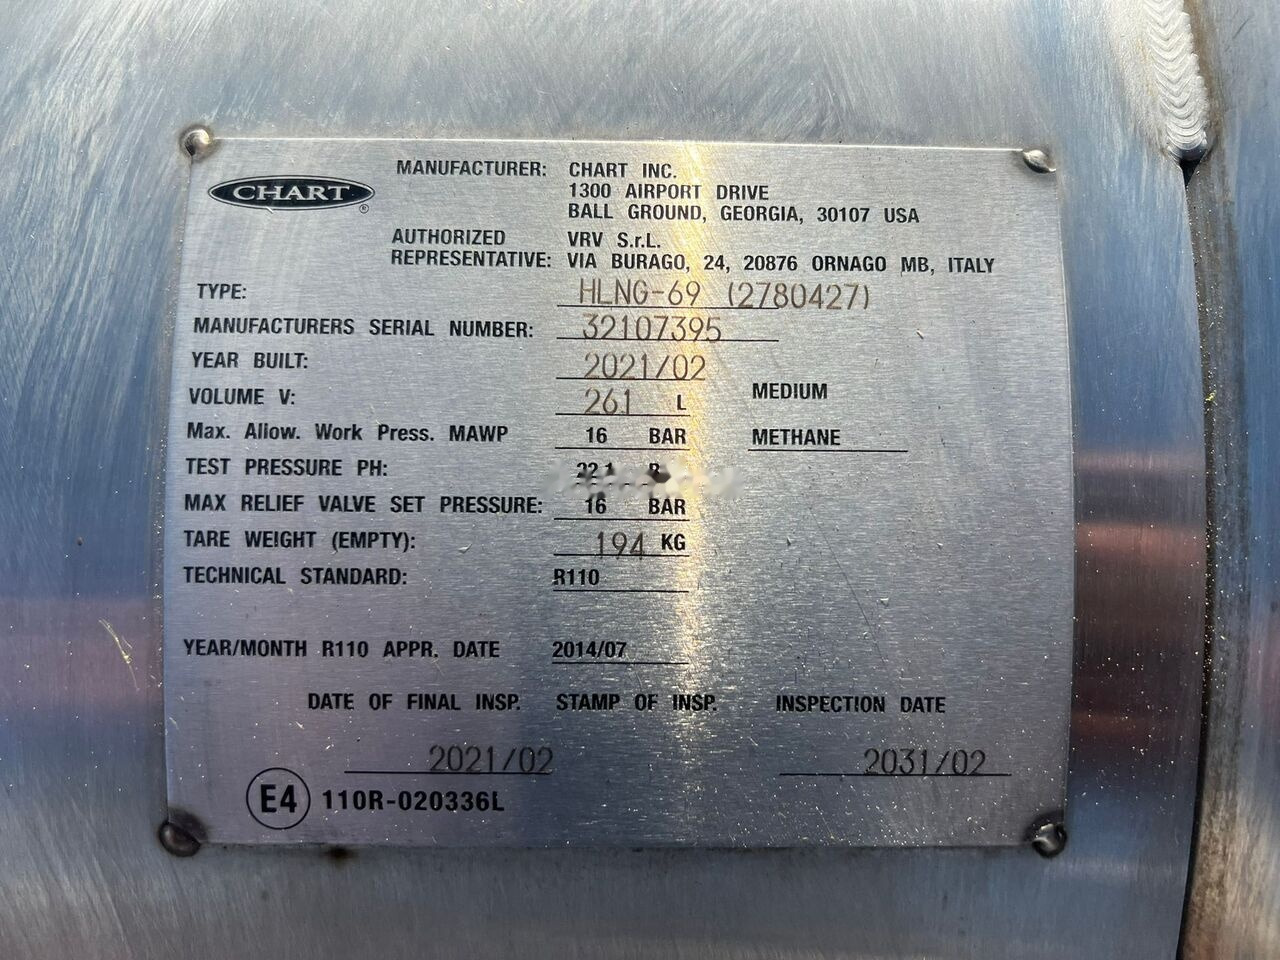 CHART ®
MANUFACTURER: CHART INC.
1300 AIRPORT DRIVE
BALL GROUND, GEORGIA, 30107 USA
AUTHORIZED REPRESENTATIVE: VRV S.r.L.
VIA BURAGO, 24, 20876 ORNAGO MB, ITALY
TYPE: HLNG-69 (2780427)
MANUFACTURERS SERIAL NUMBER: 32107395
YEAR BUILT: 2021/02
VOLUME V: 261 L MEDIUM
Max. Allow. Work Press. MAWP 16 BAR METHANE
TEST PRESSURE PH:
MAX RELIEF VALVE SET PRESSURE: 16 BAR
TARE WEIGHT (EMPTY): 194 KG
TECHNICAL STANDARD: R110
YEAR/MONTH R110 APPR. DATE 2014/07
DATE OF FINAL INSP. STAMP OF INSP. INSPECTION DATE
2021/02 2031/02
E4 110R-020336L